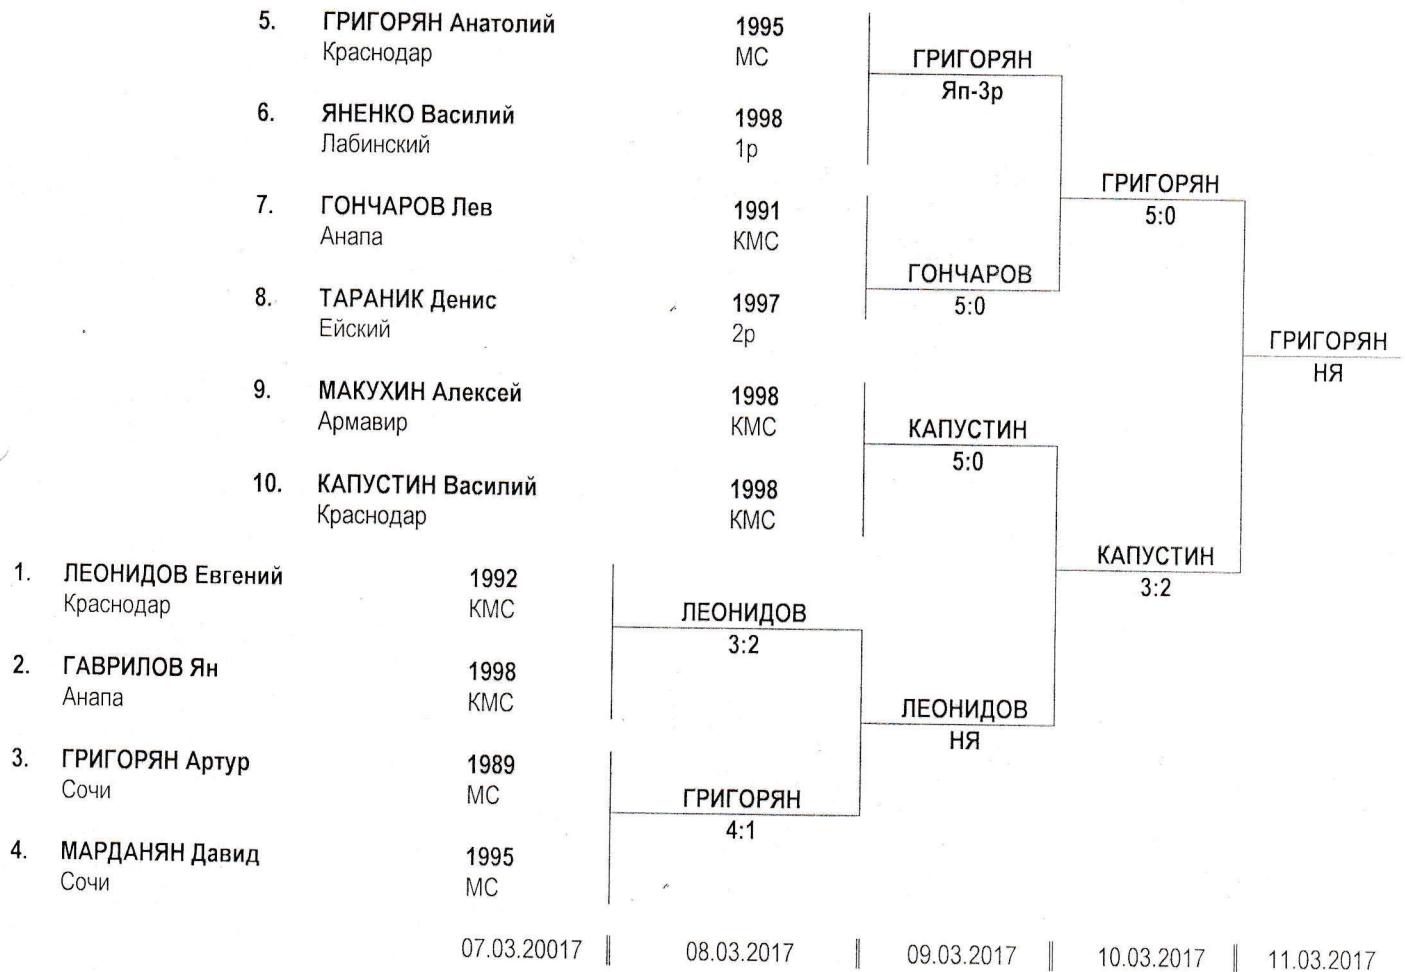 5. ГРИГОРЯН Анатолий 1995
Краснодар МС
ГРИГОРЯН
Яп-3р
6. ЯНЕНКО Василий 1998
Лабинский 1р
ГРИГОРЯН
5:0
7. ГОНЧАРОВ Лев 1991
Анапа КМС
ГОНЧАРОВ
5:0
8. ТАРАНИК Денис 1997
Ейский 2р
ГРИГОРЯН
НЯ
9. МАКУХИН Алексей 1998
Армавир КМС
КАПУСТИН
5:0
10. КАПУСТИН Василий 1998
Краснодар КМС
КАПУСТИН
3:2
1. ЛЕОНИДОВ Евгений 1992
Краснодар КМС
ЛЕОНИДОВ
3:2
2. ГАВРИЛОВ Ян 1998
Анапа КМС
ЛЕОНИДОВ
НЯ
3. ГРИГОРЯН Артур 1989
Сочи МС
ГРИГОРЯН
4:1
4. МАРДАНЯН Давид 1995
Сочи МС
07.03.20017 08.03.2017 09.03.2017 10.03.2017 11.03.2017